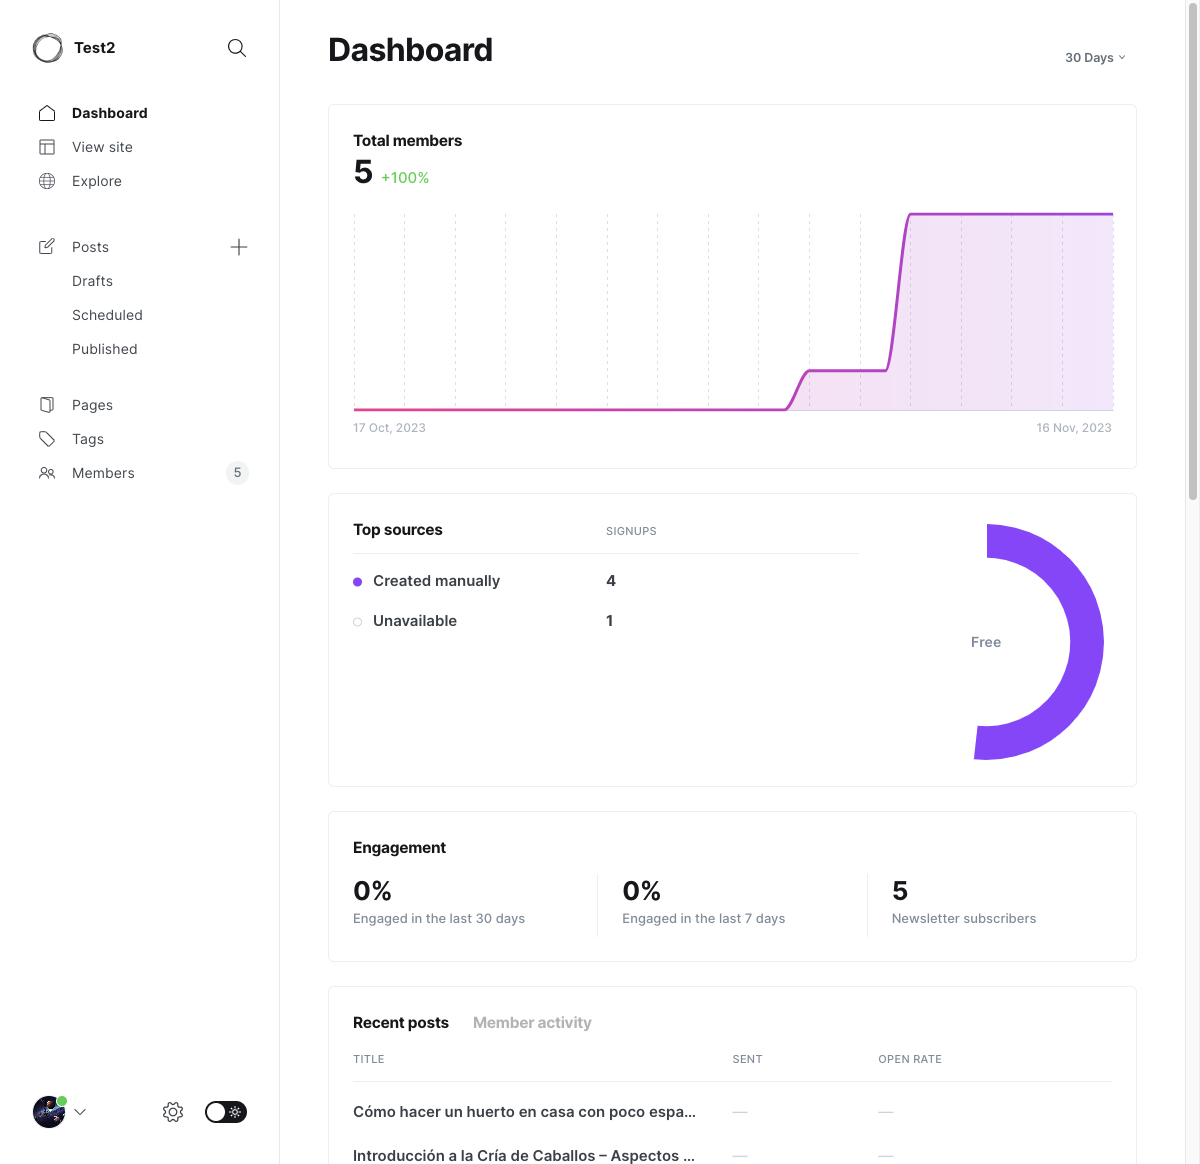 Test2
Dashboard
View site
Explore
Posts
Drafts
Scheduled
Published
Pages
Tags
Members 5
Dashboard
30 Days
Total members
5 +100%
17 Oct, 2023 16 Nov, 2023
Top sources SIGNUPS
Created manually 4
Unavailable 1
Free
Engagement
0% 0% 5
Engaged in the last 30 days Engaged in the last 7 days Newsletter subscribers
Recent posts Member activity
TITLE SENT OPEN RATE
Cómo hacer un huerto en casa con poco espa... — —
Introducción a la Cría de Caballos – Aspectos ... — —